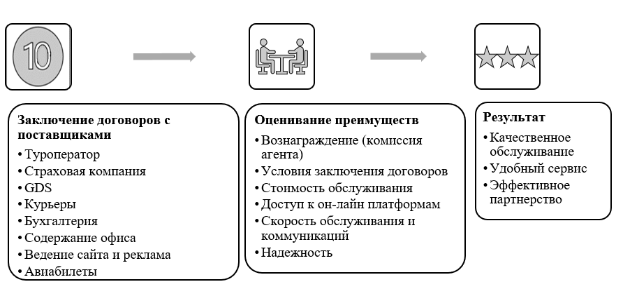 10
Заключение договоров с
поставщиками
• Туроператор
• Страховая компания
• GDS
• Курьеры
• Бухгалтерия
• Содержание офиса
• Ведение сайта и реклама
• Авиабилеты
Оценивание преимуществ
• Вознаграждение (комиссия
агента)
• Условия заключения договоров
• Стоимость обслуживания
• Доступ к он-лайн платформам
• Скорость обслуживания и
коммуникаций
• Надежность
Результат
• Качественное
обслуживание
• Удобный сервис
• Эффективное
партнерство